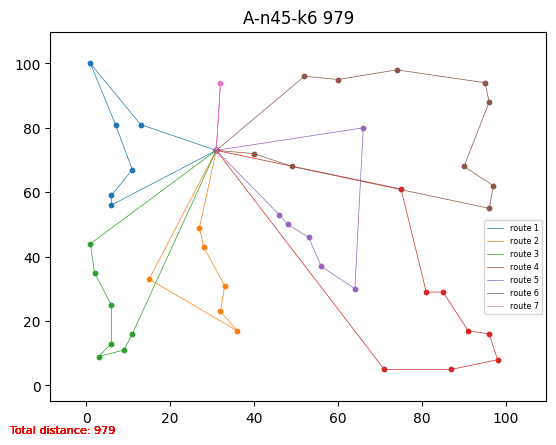 A-n45-k6 979
100
80
60
40
20
0
route 1
route 2
route 3
route 4
route 5
route 6
route 7
0 20 40 60 80 100
Total distance: 979